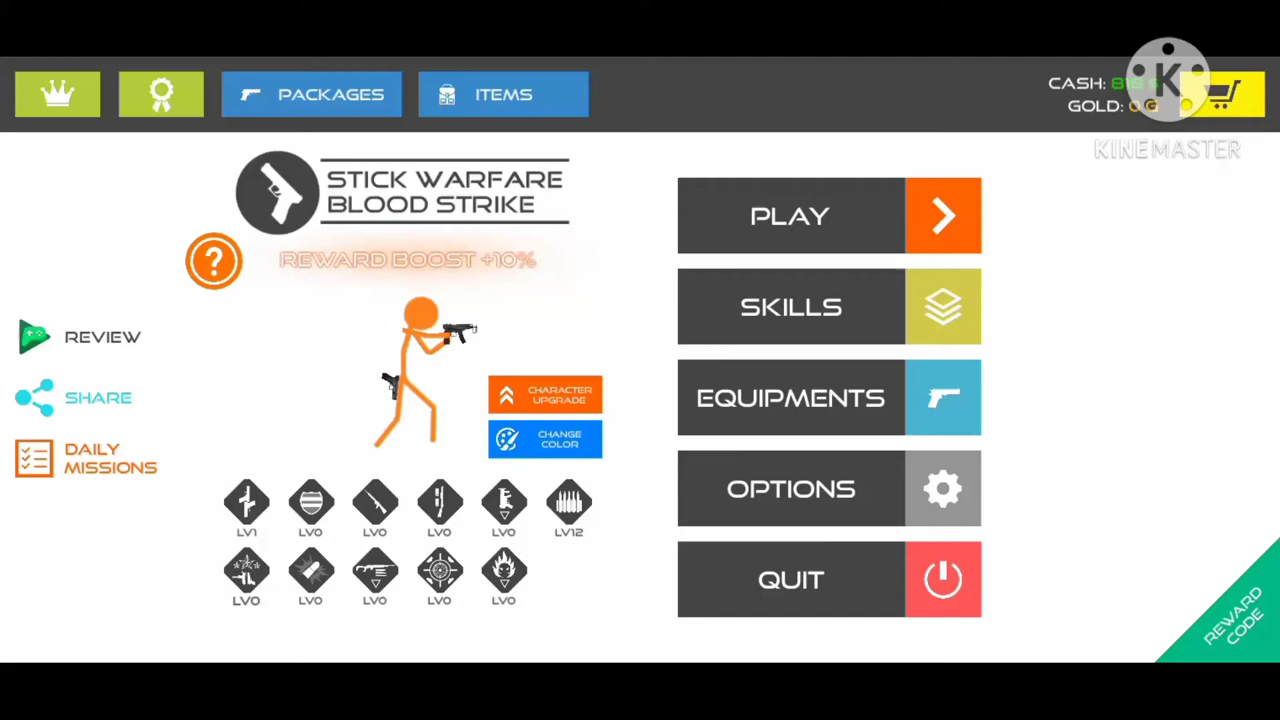 PACKAGES
ITEMS
CASH:
GOLD: 0 G
K
KINEMASTER
STICK WARFARE
BLOOD STRIKE
?
REWARD BOOST +10%
REVIEW
SHARE
DAILY
MISSIONS
CHARACTER
UPGRADE
CHANGE
COLOR
LV1
LV0
LV0
LV0
LV0
LV12
LV0
LV0
LV0
LV0
LV0
PLAY
SKILLS
EQUIPMENTS
OPTIONS
QUIT
REWARD
CODE